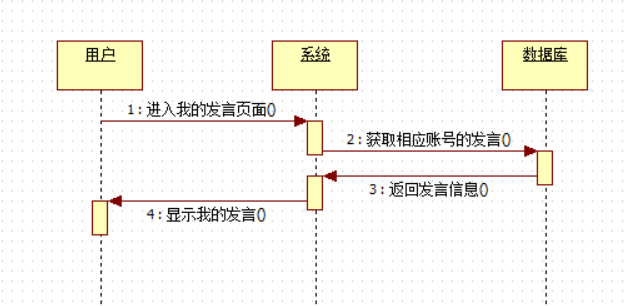 用户
系统
数据库
1：进入我的发言页面()
2：获取相应账号的发言()
3：返回发言信息()
4：显示我的发言()